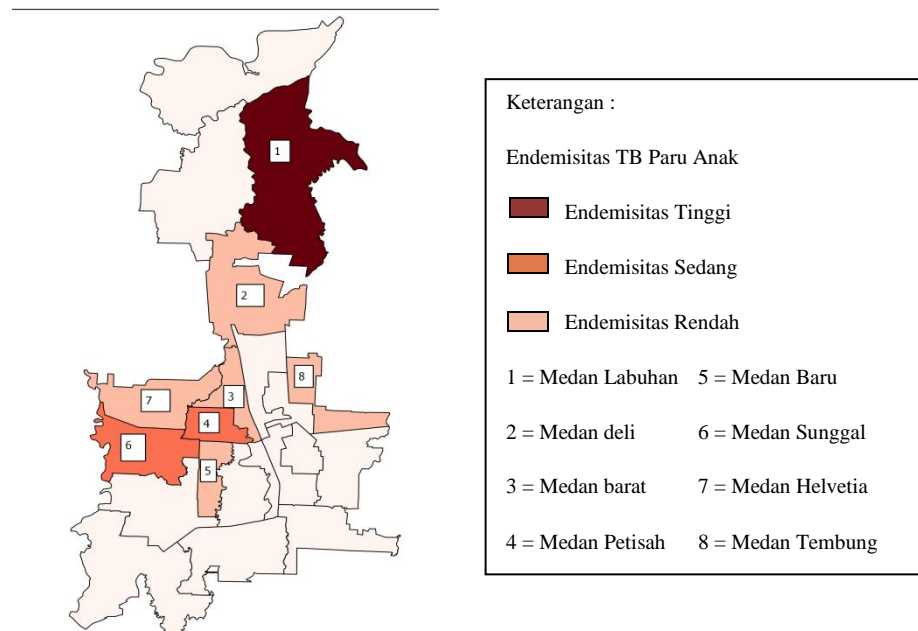 1
2
8
3
7
4
6
5
Keterangan :
Endemisitas TB Paru Anak
Endemisitas Tinggi
Endemisitas Sedang
Endemisitas Rendah
1 = Medan Labuhan 5 = Medan Baru
2 = Medan deli 6 = Medan Sunggal
3 = Medan barat 7 = Medan Helvetia
4 = Medan Petisah 8 = Medan Tembung